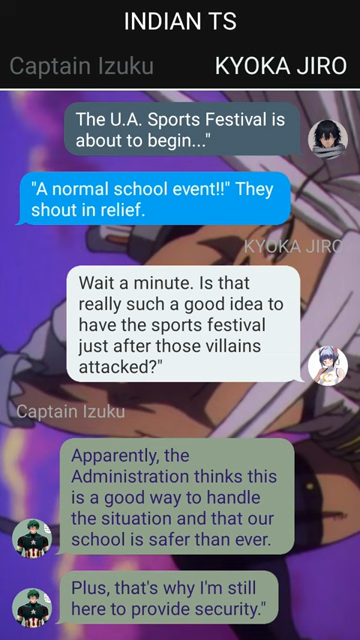 INDIAN TS
Captain Izuku KYOKA JIRO
The U.A. Sports Festival is
about to begin..."
"A normal school event!!" They
shout in relief.
KYOKA JIRO
Wait a minute. Is that
really such a good idea to
have the sports festival
just after those villains
attacked?"
Captain Izuku
Apparently, the
Administration thinks this
is a good way to handle
the situation and that our
school is safer than ever.
Plus, that's why I'm still
here to provide security."